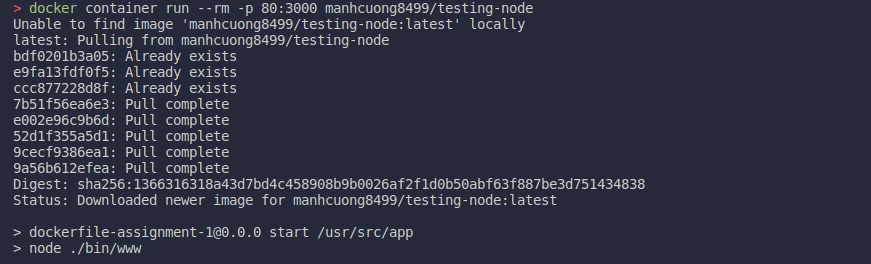 > docker container run --rm -p 80:3000 manhcuong8499/testing-node
Unable to find image 'manhcuong8499/testing-node:latest' locally
latest: Pulling from manhcuong8499/testing-node
bdf0201b3a05: Already exists
e9fa13fdf0f5: Already exists
ccc877228d8f: Already exists
7b51f56ea6e3: Pull complete
e002e96c9b6d: Pull complete
52d1f355a5d1: Pull complete
9cecf9386ea1: Pull complete
9a56b612efea: Pull complete
Digest: sha256:1366316318a43d7bd4c458908b9b0026af2f1d0b50abf63f887be3d751434838
Status: Downloaded newer image for manhcuong8499/testing-node:latest
> dockerfile-assignment-1@0.0.0 start /usr/src/app
> node ./bin/www